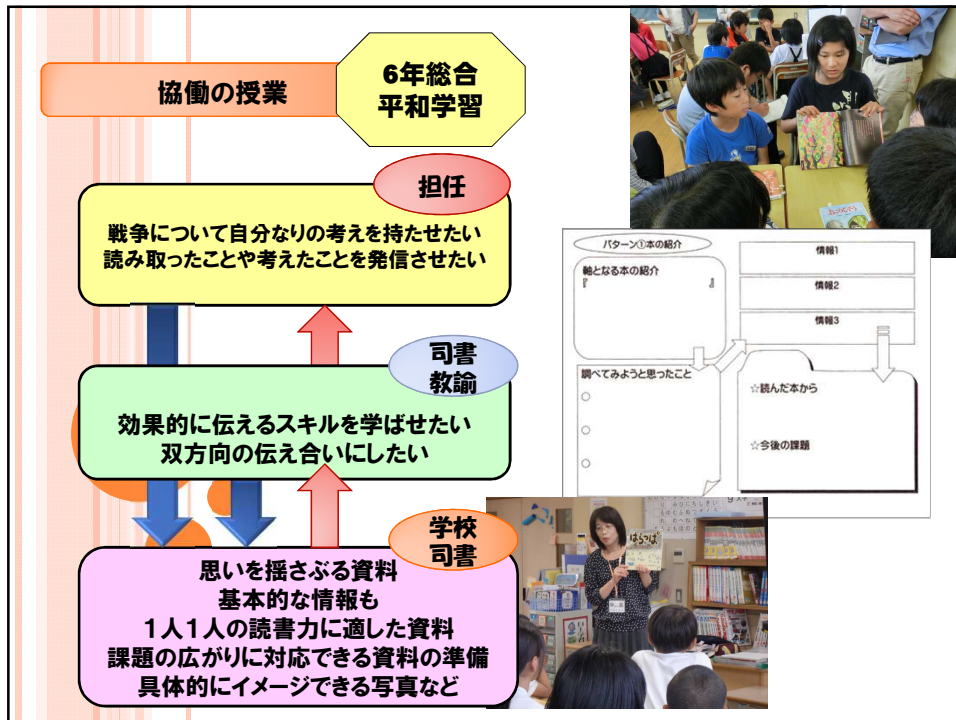 協働の授業
6年総合
平和学習
担任
戦争について自分なりの考えを持たせたい
読み取ったことや考えたことを発信させたい
司書
教諭
効果的に伝えるスキルを学ばせたい
双方向の伝え合いにしたい
学校
司書
思いを揺さぶる資料
基本的な情報も
1人1人の読書力に適した資料
課題の広がりに対応できる資料の準備
具体的にイメージできる写真など
パターン①本の紹介
軸となる本の紹介
『 』
情報1
情報2
情報3
調べてみようと思ったこと
○
○
○
☆読んだ本から
☆今後の課題
はらっぱ